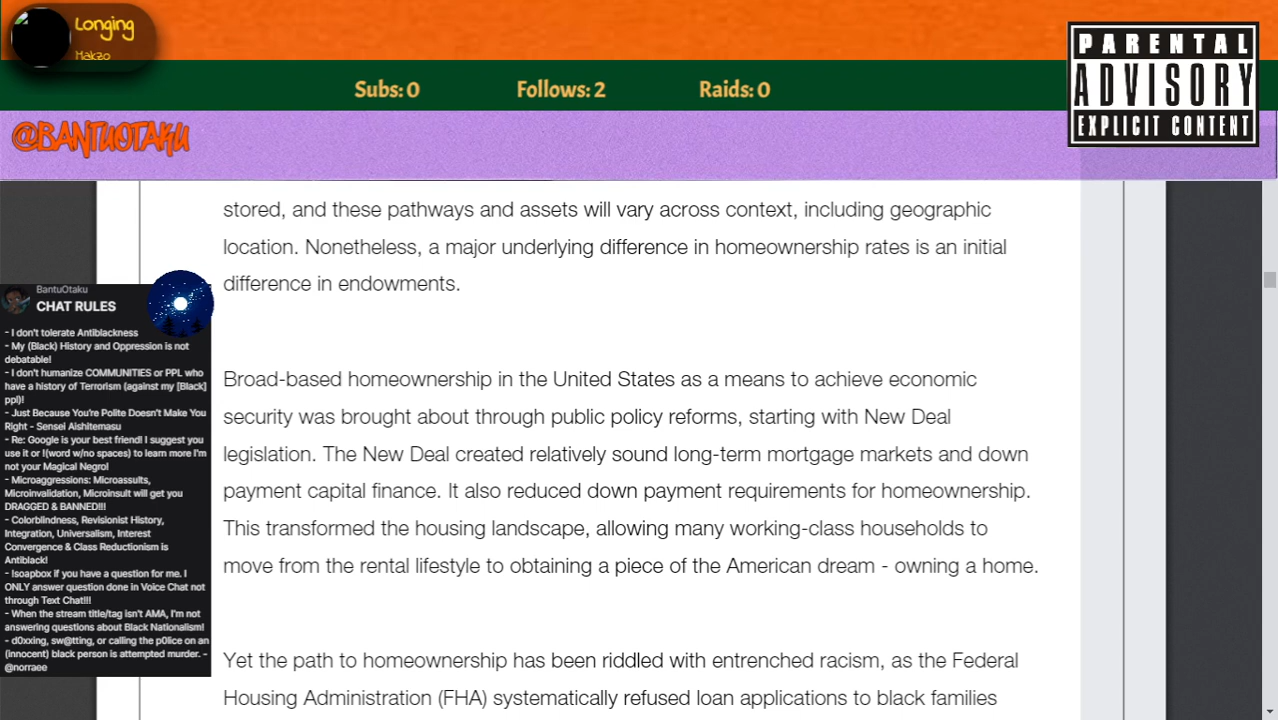 Longing
Makzo
PARENTAL
ADVISORY
EXPLICIT CONTENT
Subs: 0 Follows: 2 Raids: 0
@BANTUOTAKU
stored, and these pathways and assets will vary across context, including geographic
location. Nonetheless, a major underlying difference in homeownership rates is an initial
difference in endowments.
BantuOtaku
CHAT RULES
- I don't tolerate Antiblackness
- My (Black) History and Oppression is not
debatable!
- I don't humanize COMMUNITIES or PPL who
have a history of Terrorism (against my [Black]
ppl)!
- Just Because You're Polite Doesn't Make You
Right - Sensei Aishitemasu
- Re: Google is your best friend! I suggest you
use it or !(word w/no spaces) to learn more I'm
not your Magical Negro!
- Microaggressions: Microassults,
Microinvalidation, Microinsult will get you
DRAGGED & BANNED!!!
- Colorblindness, Revisionist History,
Integration, Universalism, Interest
Convergence & Class Reductionism is
Antiblack!
- !soapbox if you have a question for me. I
ONLY answer question done in Voice Chat not
through Text Chat!!!
- When the stream title/tag isn't AMA, I'm not
answering questions about Black Nationalism!
- d0xxing, sw@tting, or calling the p0lice on an
(innocent) black person is attempted murder. -
@norraee
Broad-based homeownership in the United States as a means to achieve economic
security was brought about through public policy reforms, starting with New Deal
legislation. The New Deal created relatively sound long-term mortgage markets and down
payment capital finance. It also reduced down payment requirements for homeownership.
This transformed the housing landscape, allowing many working-class households to
move from the rental lifestyle to obtaining a piece of the American dream - owning a home.
Yet the path to homeownership has been riddled with entrenched racism, as the Federal
Housing Administration (FHA) systematically refused loan applications to black families